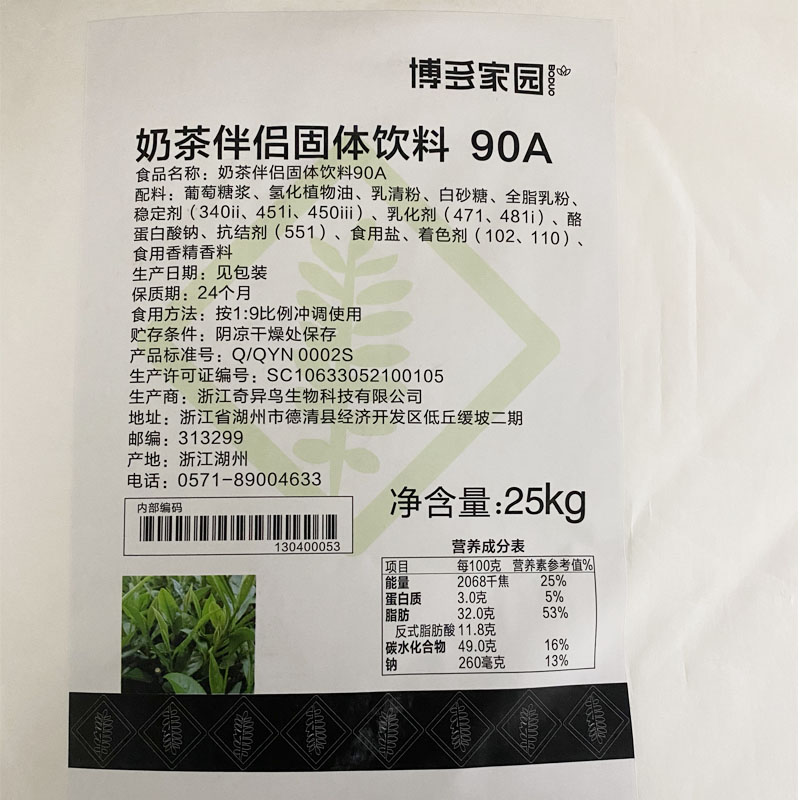 博多家园
BODUO
奶茶伴侣固体饮料 90A
食品名称：奶茶伴侣固体饮料90A
配料：葡萄糖浆、氢化植物油、乳清粉、白砂糖、全脂乳粉、
稳定剂（340ii、451i、450iii）、乳化剂（471、481i）、酪
蛋白酸钠、抗结剂（551）、食用盐、着色剂（102、110）、
食用香精香料
生产日期：见包装
保质期：24个月
食用方法：按1:9比例冲调使用
贮存条件：阴凉干燥处保存
产品标准号：Q/QYN 0002S
生产许可证编号：SC10633052100105
生产商：浙江奇异鸟生物科技有限公司
地址：浙江省湖州市德清县经济开发区低丘缓坡二期
邮编：313299
产地：浙江湖州
电话：0571-89004633
内部编码
130400053
净含量:25kg
营养成分表
项目 每100克 营养素参考值%
能量 2068千焦 25%
蛋白质 3.0克 5%
脂肪 32.0克 53%
反式脂肪酸 11.8克
碳水化合物 49.0克 16%
钠 260毫克 13%